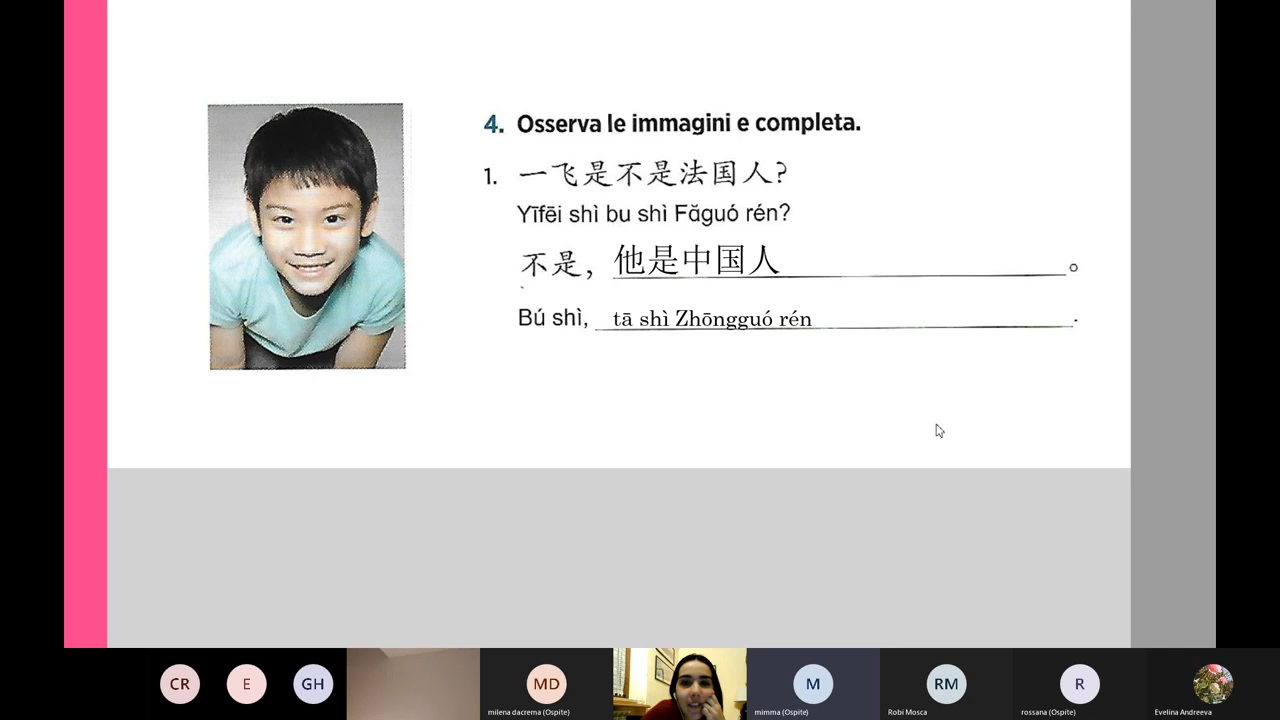 4. Osserva le immagini e completa.
1. 一飞是不是法国人?
Yīfēi shì bu shì Fǎguó rén?
不是，他是中国人。
Bú shì, tā shì Zhōngguó rén.
CR
E
GH
MD
M
RM
R
milena dacrema (Ospite)
mimma (Ospite)
Robi Mosca
rossana (Ospite)
Evelina Andreeva